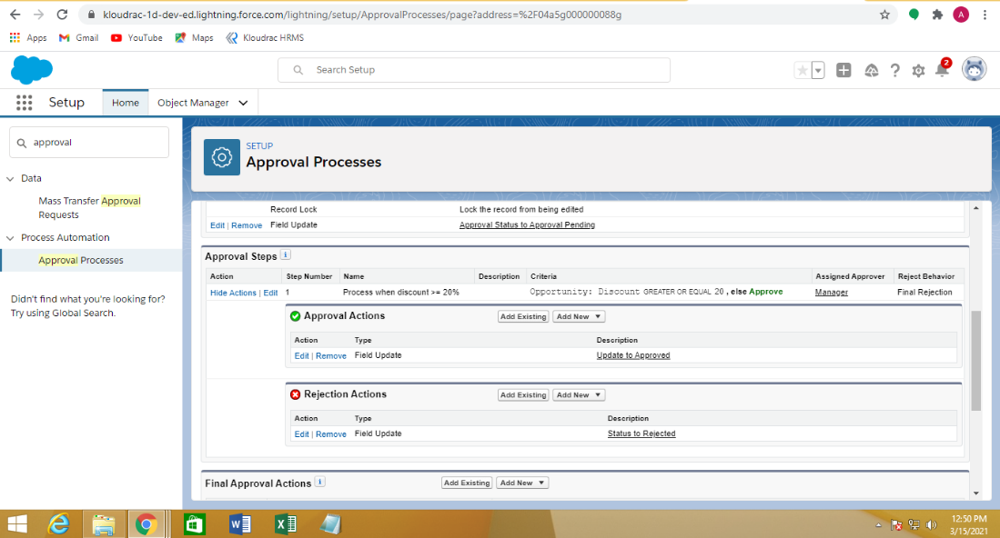 kloudrac-1d-dev-ed.lightning.force.com/lightning/setup/ApprovalProcesses/page?address=%2F04a5g000000088g
A
Apps Gmail YouTube Maps Kloudrac HRMS
Search Setup
2
Setup Home Object Manager
approval
Data
Mass Transfer Approval
Requests
Process Automation
Approval Processes
Didn't find what you're looking for?
Try using Global Search.
SETUP
Approval Processes
Record Lock Lock the record from being edited
Edit | Remove Field Update Approval Status to Approval Pending
Approval Steps i
Action Step Number Name Description Criteria Assigned Approver Reject Behavior
Hide Actions | Edit 1 Process when discount >= 20% Opportunity: Discount GREATER OR EQUAL 20 , else Approve Manager Final Rejection
Approval Actions Add Existing Add New
Action Type Description
Edit | Remove Field Update Update to Approved
Rejection Actions Add Existing Add New
Action Type Description
Edit | Remove Field Update Status to Rejected
Final Approval Actions i Add Existing Add New
12:50 PM
3/15/2021